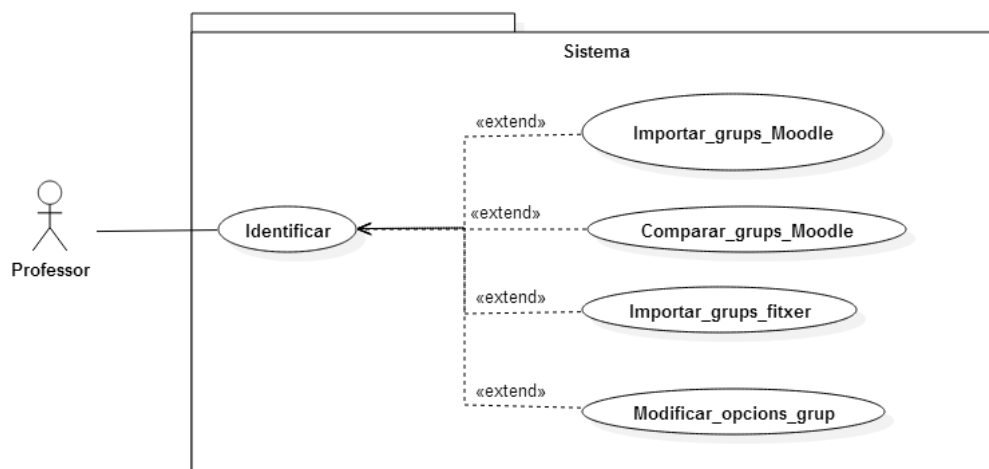 Sistema
«extend»
Importar_grups_Moodle
«extend»
Professor
Identificar
Comparar_grups_Moodle
«extend»
Importar_grups_fitxer
«extend»
Modificar_opcions_grup